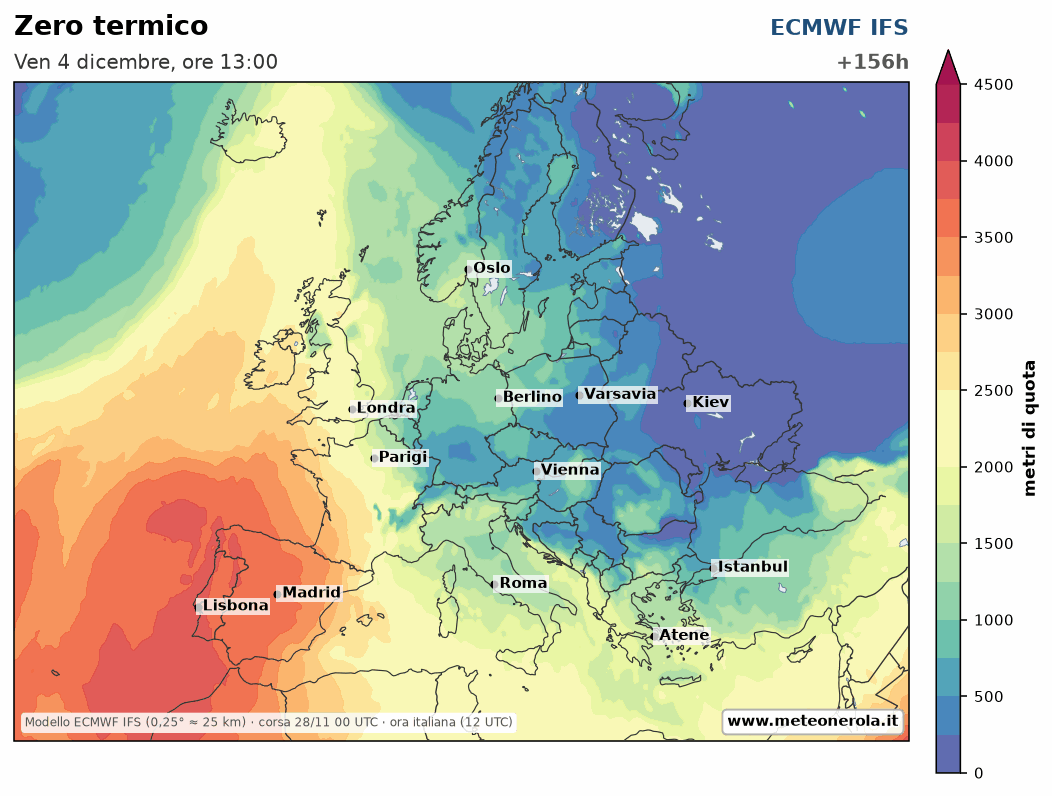 Zero termico
ECMWF IFS
Ven 4 dicembre, ore 13:00
+156h
4500
4000
3500
3000
2500
2000
1500
1000
500
0
metri di quota
Oslo
Berlino
Varsavia
Kiev
Londra
Parigi
Vienna
Istanbul
Roma
Madrid
Lisbona
Atene
Modello ECMWF IFS (0,25° ≈ 25 km) · corsa 28/11 00 UTC · ora italiana (12 UTC)
www.meteonerola.it